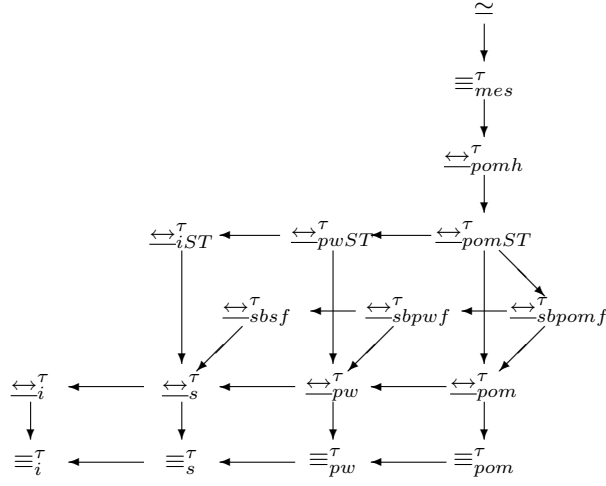 ≃
≡^τ_mes
↔^τ_pomh
↔^τ_iST ↔^τ_pwST ↔^τ_pomST
↔^τ_sbsf ↔^τ_sbpwf ↔^τ_sbpomf
↔^τ_i ↔^τ_s ↔^τ_pw ↔^τ_pom
≡^τ_i ≡^τ_s ≡^τ_pw ≡^τ_pom